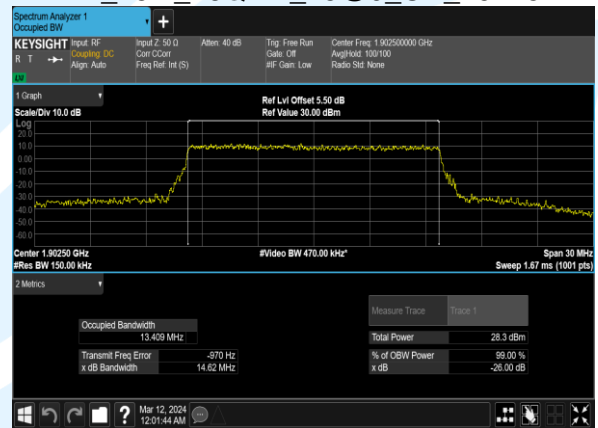 Spectrum Analyzer 1
Occupied BW
+
KEYSIGHT
R T
LXI
Input: RF
Coupling: DC
Align: Auto
Input Z: 50 Ω
Corr CCorr
Freq Ref: Int (S)
Atten: 40 dB
Trig: Free Run
Gate: Off
#IF Gain: Low
Center Freq: 1.902500000 GHz
Avg|Hold: 100/100
Radio Std: None
1 Graph
Scale/Div 10.0 dB
Ref Lvl Offset 5.50 dB
Ref Value 30.00 dBm
Log
20.0
10.0
0.00
-10.0
-20.0
-30.0
-40.0
-50.0
-60.0
Center 1.90250 GHz
#Res BW 150.00 kHz
#Video BW 470.00 kHz*
Span 30 MHz
Sweep 1.67 ms (1001 pts)
2 Metrics
Measure Trace Trace 1
Occupied Bandwidth
13.409 MHz
Total Power 28.3 dBm
Transmit Freq Error -970 Hz
% of OBW Power 99.00 %
x dB Bandwidth 14.62 MHz
x dB -26.00 dB
?
Mar 12, 2024
12:01:44 AM